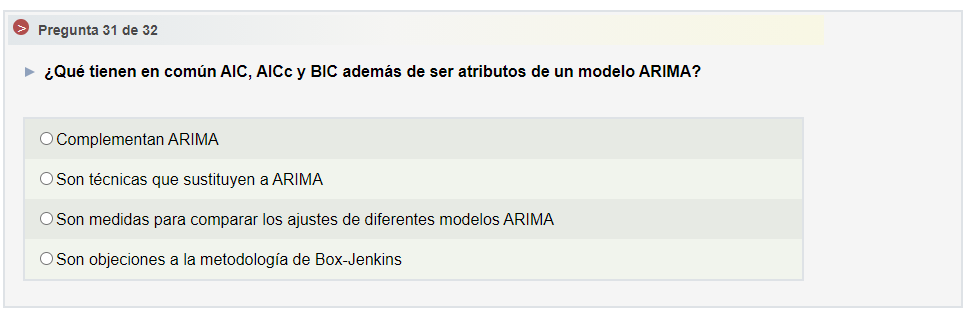 Pregunta 31 de 32
¿Qué tienen en común AIC, AICc y BIC además de ser atributos de un modelo ARIMA?
Complementan ARIMA
Son técnicas que sustituyen a ARIMA
Son medidas para comparar los ajustes de diferentes modelos ARIMA
Son objeciones a la metodología de Box-Jenkins